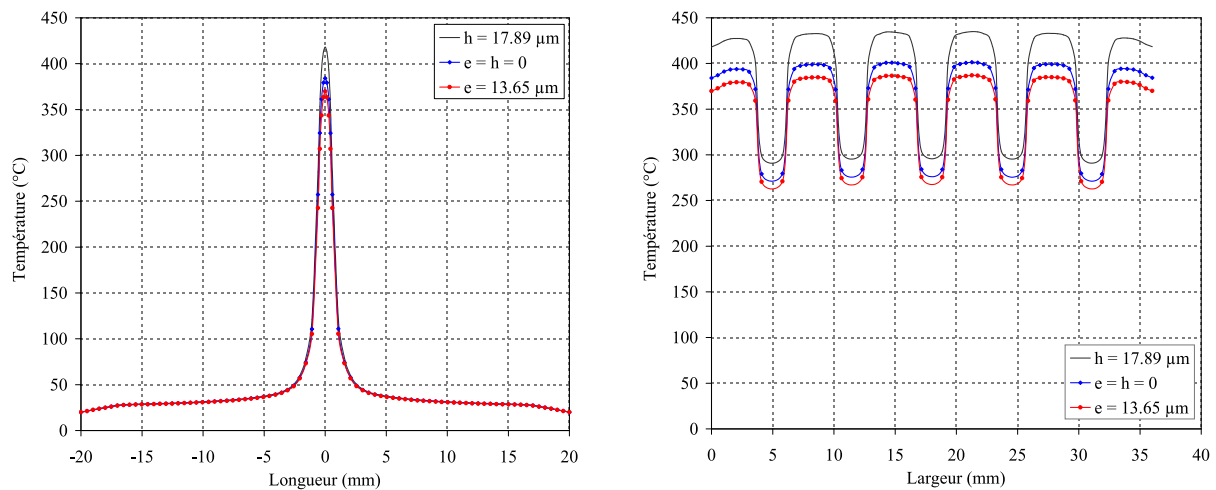 450
400
350
300
250
200
150
100
50
0
Température (°C)
-20 -15 -10 -5 0 5 10 15 20
Longueur (mm)
h = 17.89 µm
e = h = 0
e = 13.65 µm
450
400
350
300
250
200
150
100
50
0
Température (°C)
h = 17.89 µm
e = h = 0
e = 13.65 µm
0 5 10 15 20 25 30 35 40
Largeur (mm)